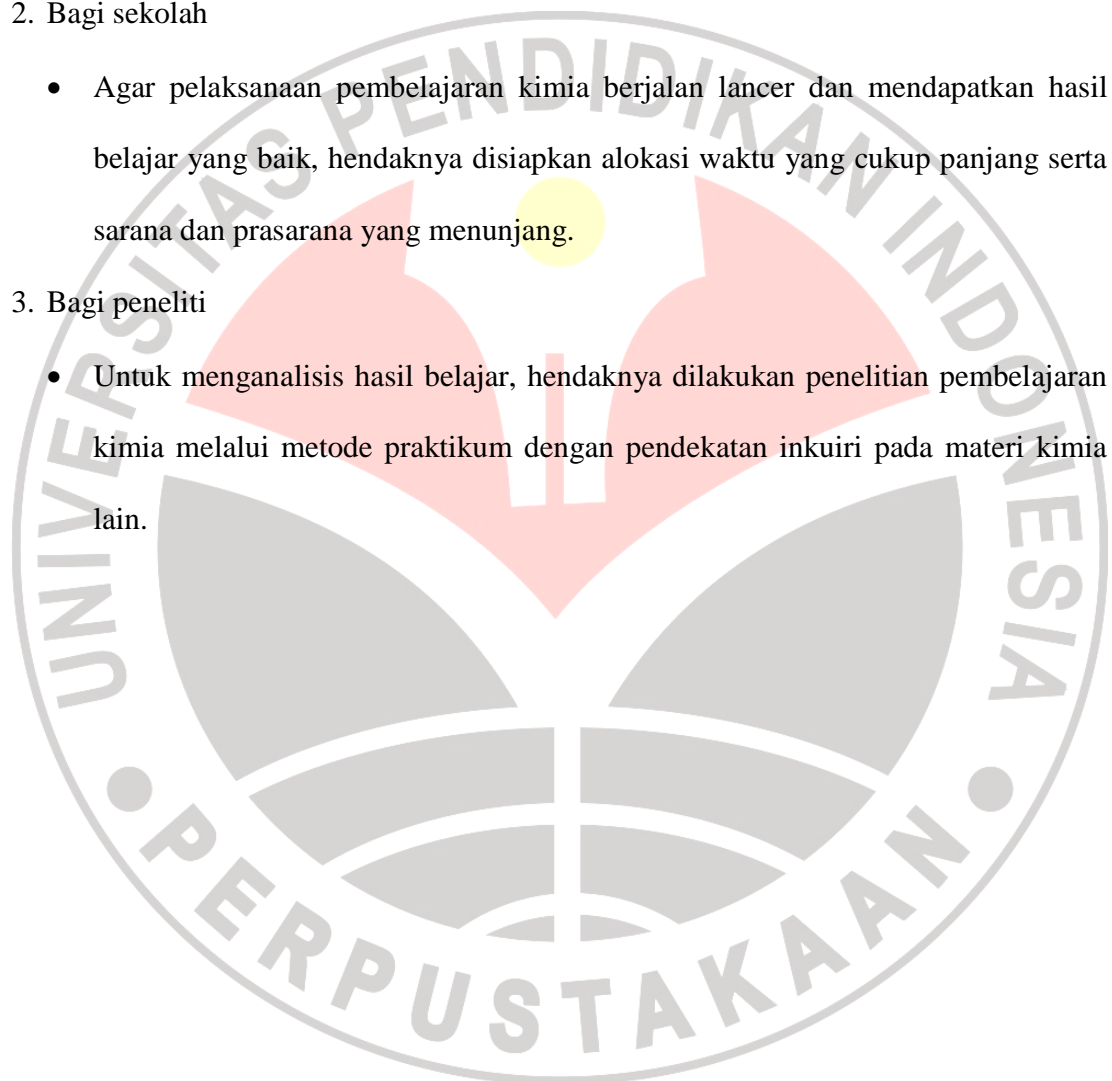 2. Bagi sekolah
• Agar pelaksanaan pembelajaran kimia berjalan lancer dan mendapatkan hasil
belajar yang baik, hendaknya disiapkan alokasi waktu yang cukup panjang serta
sarana dan prasarana yang menunjang.
3. Bagi peneliti
• Untuk menganalisis hasil belajar, hendaknya dilakukan penelitian pembelajaran
kimia melalui metode praktikum dengan pendekatan inkuiri pada materi kimia
lain.
UNIVERSITAS PENDIDIKAN INDONESIA
PERPUSTAKAAN